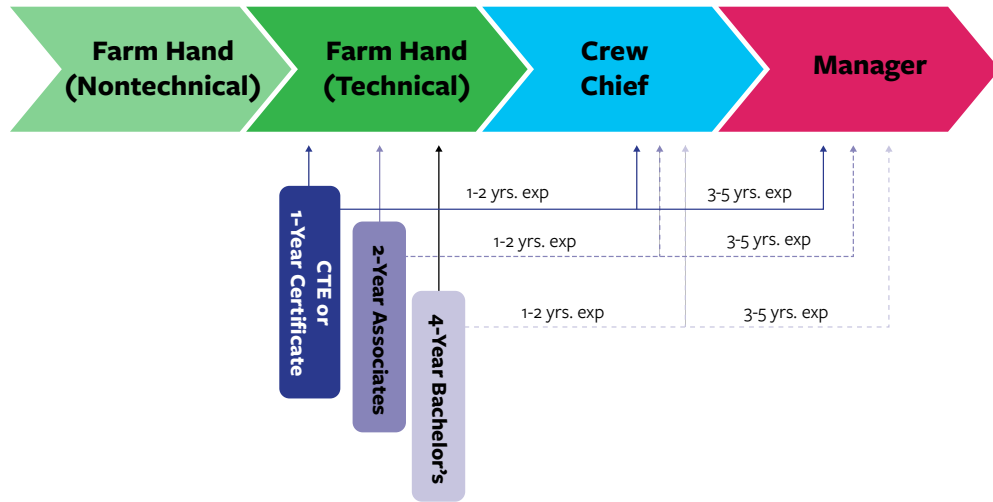 Farm Hand
(Nontechnical)
Farm Hand
(Technical)
Crew
Chief
Manager
1-2 yrs. exp
3-5 yrs. exp
CTE or
1-Year Certificate
1-2 yrs. exp
3-5 yrs. exp
2-Year Associates
1-2 yrs. exp
3-5 yrs. exp
4-Year Bachelor's